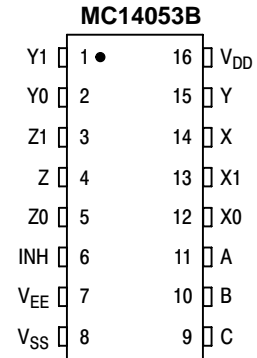 MC14053B
Y1 1 16 VDD
Y0 2 15 Y
Z1 3 14 X
Z 4 13 X1
Z0 5 12 X0
INH 6 11 A
VEE 7 10 B
VSS 8 9 C